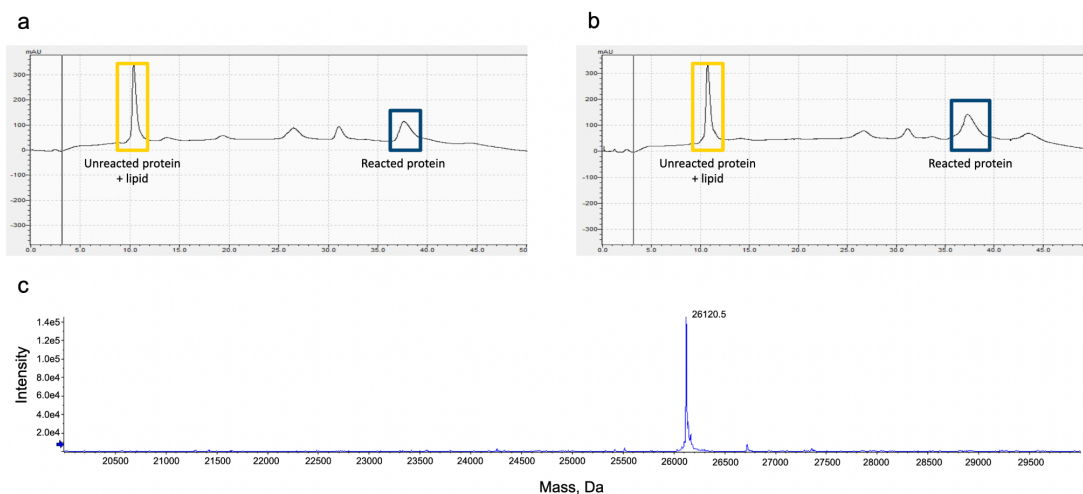 a
b
mAU
300
200
100
0
-100
-200
-300
0.0 5.0 10.0 15.0 20.0 25.0 30.0 35.0 40.0 45.0 50
Unreacted protein
+ lipid
Reacted protein
mAU
300
200
100
0
-100
-200
-300
0.0 5.0 10.0 15.0 20.0 25.0 30.0 35.0 40.0 45.0
Unreacted protein
+ lipid
Reacted protein
c
Intensity
1.4e5
1.2e5
1.0e5
8.0e4
6.0e4
4.0e4
2.0e4
26120.5
20500 21000 21500 22000 22500 23000 23500 24000 24500 25000 25500 26000 26500 27000 27500 28000 28500 29000 29500
Mass, Da